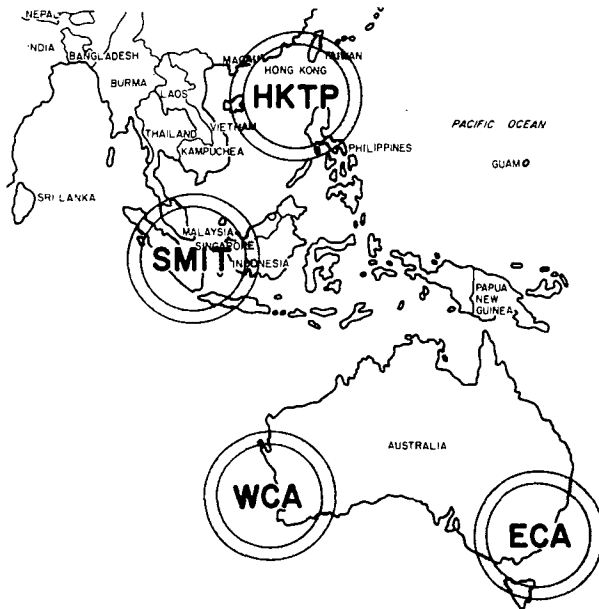 NEPAL
INDIA
BANGLADESH
BURMA
LAOS
MACAU
HONG KONG
TAIWAN
HKTP
THAILAND
VIETNAM
KAMPUCHEA
PHILIPPINES
PACIFIC OCEAN
GUAM
SRI LANKA
MALAYSIA
SINGAPORE
SMIT
INDONESIA
PAPUA
NEW
GUINEA
AUSTRALIA
WCA
ECA